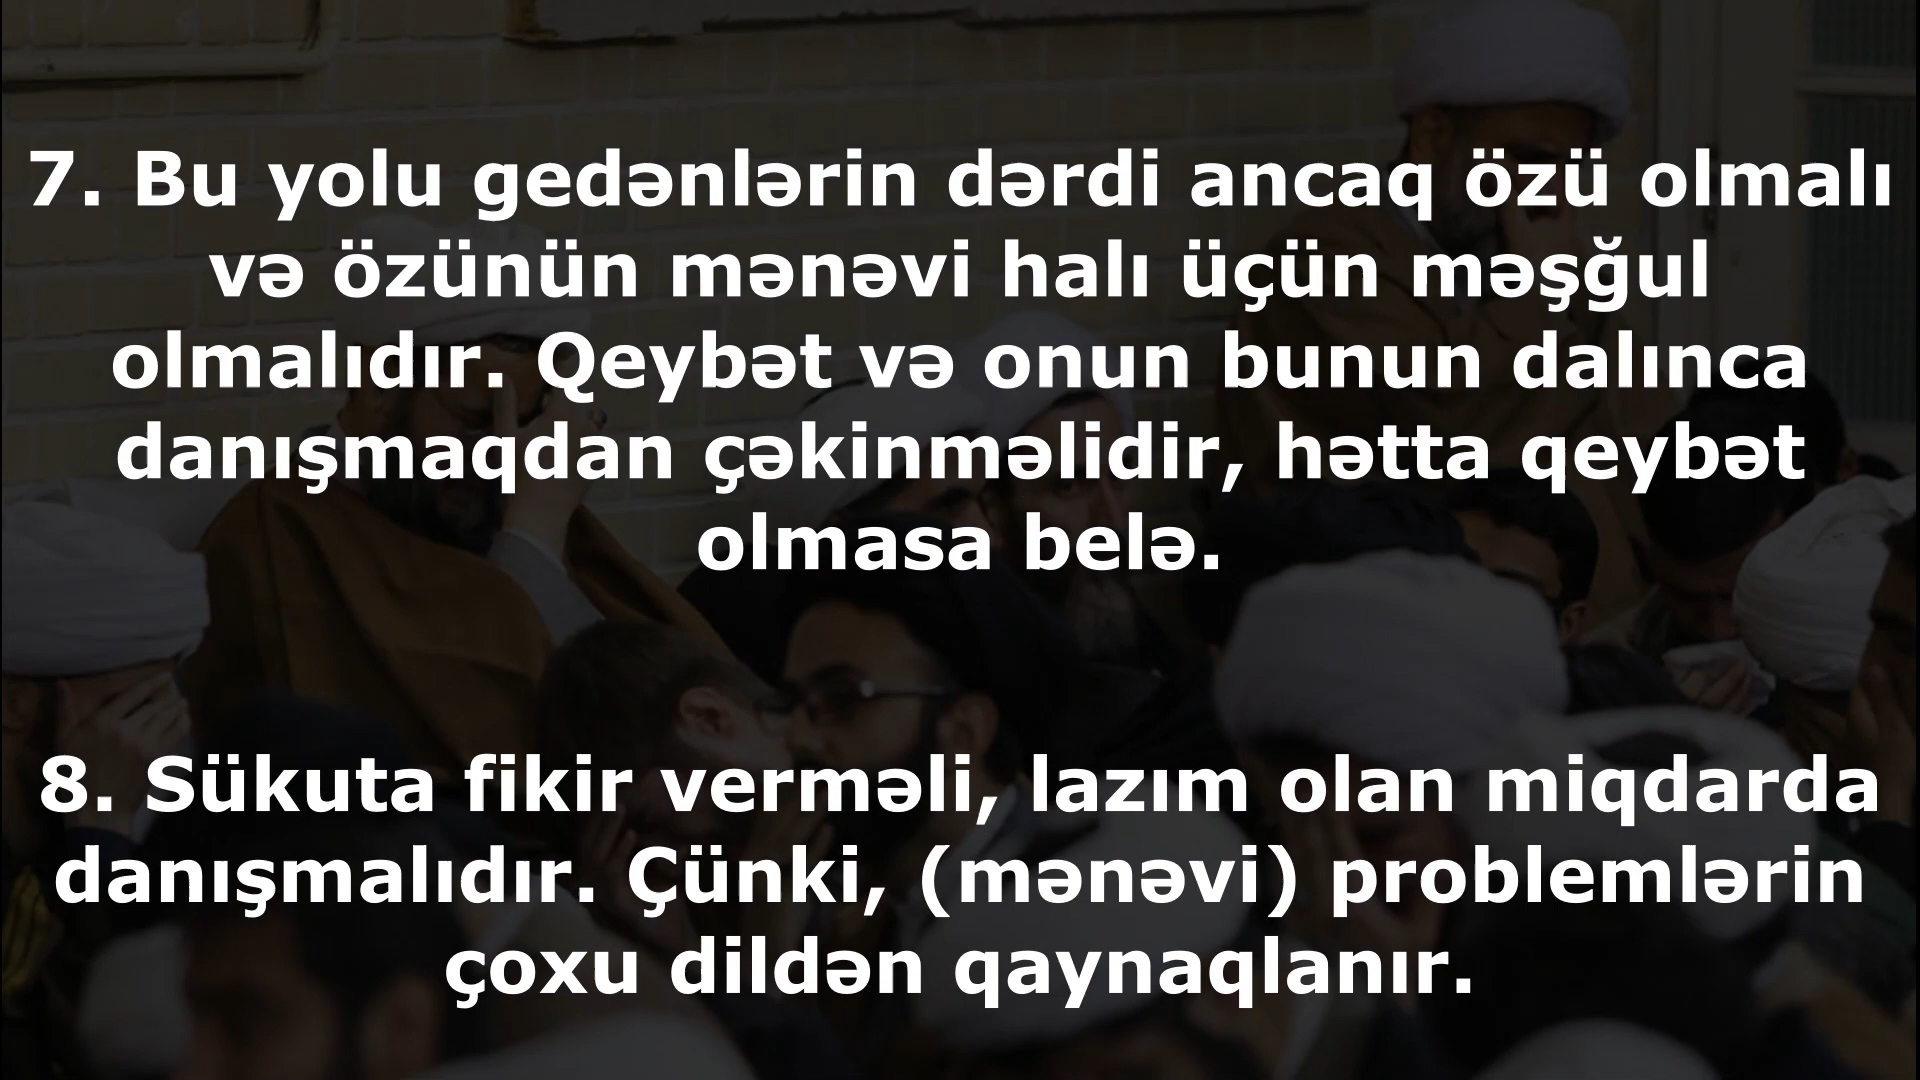 7. Bu yolu gedənlərin dərdi ancaq özü olmalı
və özünün mənəvi halı üçün məşğul
olmalıdır. Qeybət və onun bunun dalınca
danışmaqdan çəkinməlidir, hətta qeybət
olmasa belə.
8. Sükuta fikir verməli, lazım olan miqdarda
danışmalıdır. Çünki, (mənəvi) problemlərin
çoxu dildən qaynaqlanır.